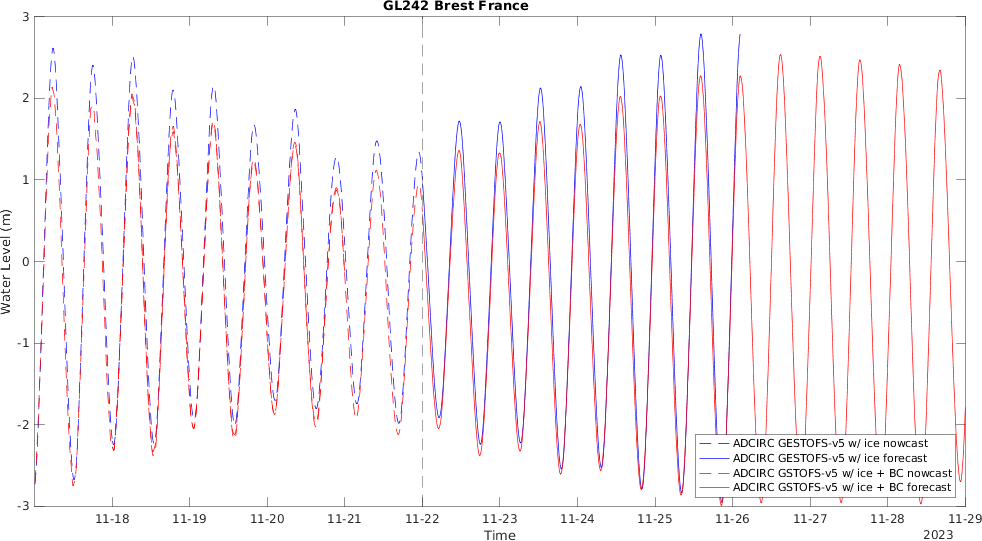 GL242 Brest France
3
2
1
0
-1
-2
-3
Water Level (m)
ADCIRC GESTOFS-v5 w/ ice nowcast
ADCIRC GESTOFS-v5 w/ ice forecast
ADCIRC GSTOFS-v5 w/ ice + BC nowcast
ADCIRC GSTOFS-v5 w/ ice + BC forecast
11-18 11-19 11-20 11-21 11-22 11-23 11-24 11-25 11-26 11-27 11-28 11-29
Time
2023